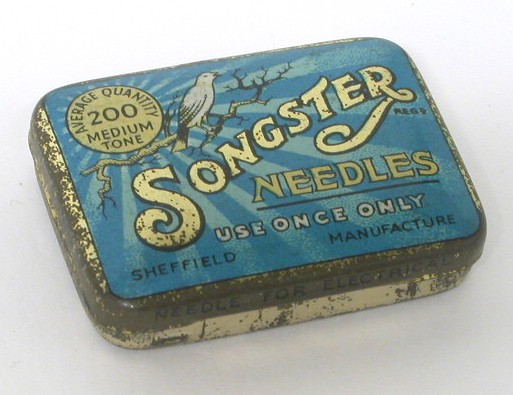 AVERAGE QUANTITY
200
MEDIUM
TONE
SONGSTER
REGD
NEEDLES
USE ONCE ONLY
SHEFFIELD MANUFACTURE
NEEDLE FOR ELECTRICAL